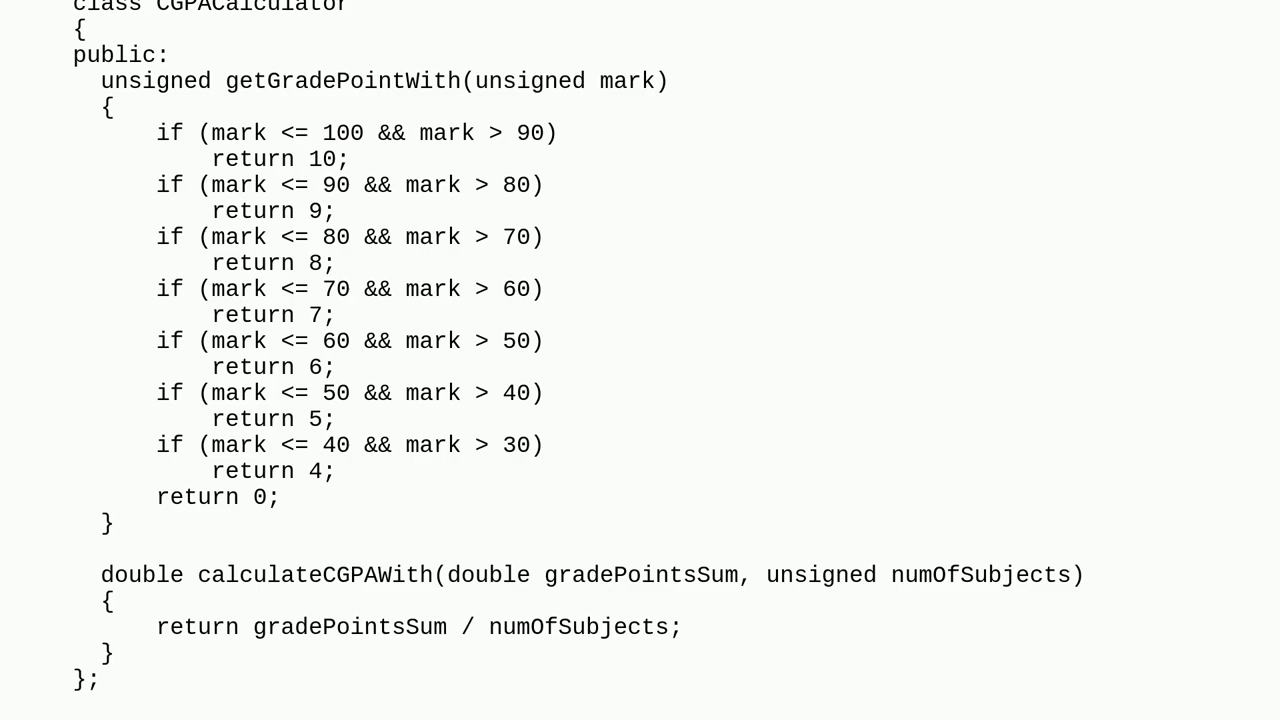 class CGPACalculator
{
public:
  unsigned getGradePointWith(unsigned mark)
  {
      if (mark <= 100 && mark > 90)
          return 10;
      if (mark <= 90 && mark > 80)
          return 9;
      if (mark <= 80 && mark > 70)
          return 8;
      if (mark <= 70 && mark > 60)
          return 7;
      if (mark <= 60 && mark > 50)
          return 6;
      if (mark <= 50 && mark > 40)
          return 5;
      if (mark <= 40 && mark > 30)
          return 4;
      return 0;
  }

  double calculateCGPAWith(double gradePointsSum, unsigned numOfSubjects)
  {
      return gradePointsSum / numOfSubjects;
  }
};